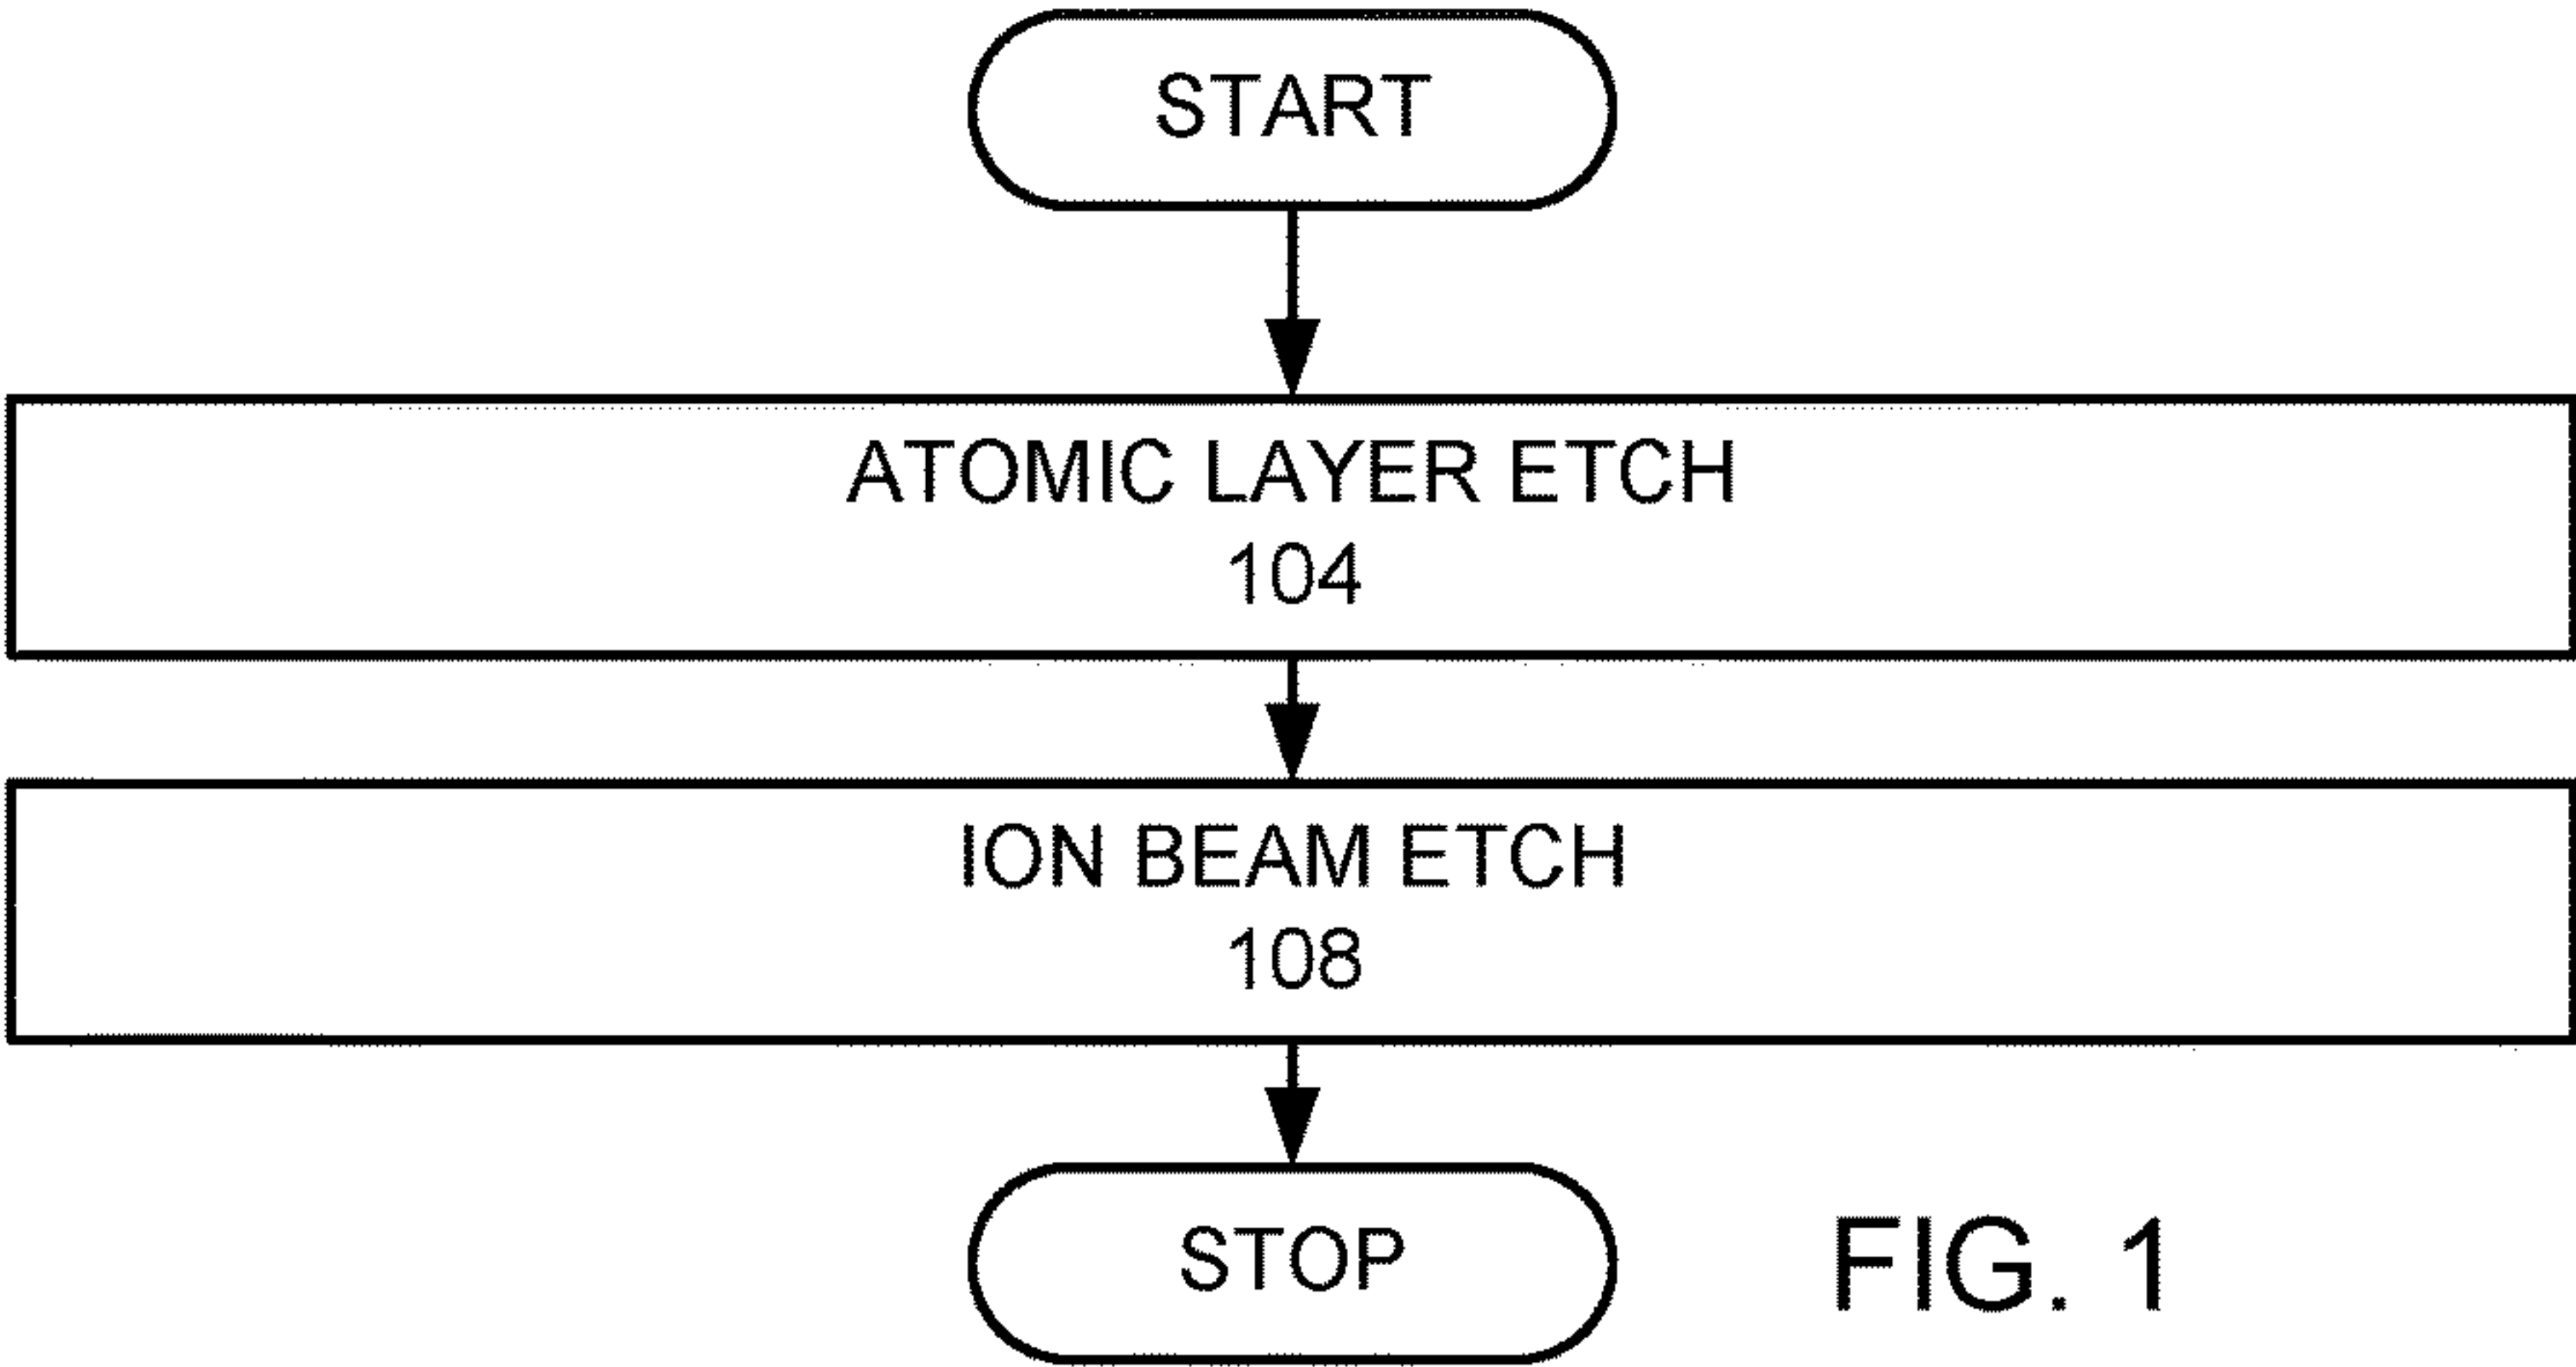 START
ATOMIC LAYER ETCH
104
ION BEAM ETCH
108
STOP
FIG. 1